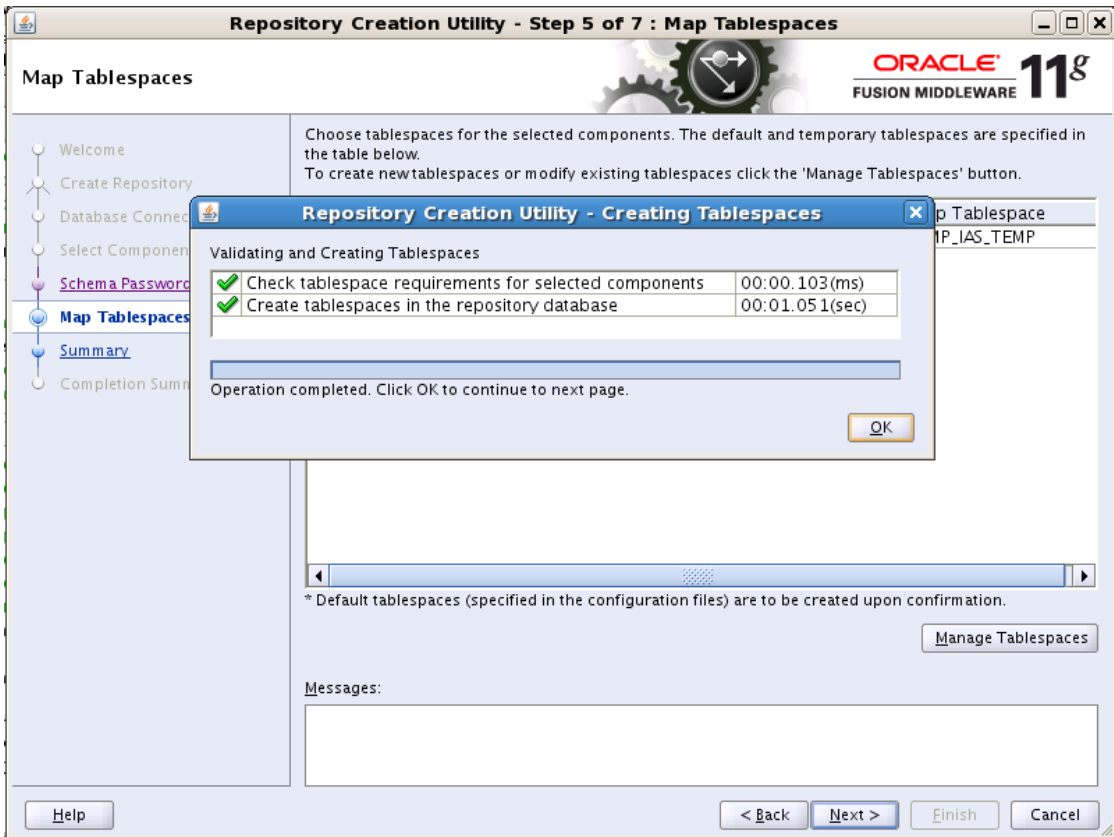 Repository Creation Utility - Step 5 of 7 : Map Tablespaces
Map Tablespaces
ORACLE
FUSION MIDDLEWARE
11g
Welcome
Create Repository
Database Connec
Select Componen
Schema Password
Map Tablespaces
Summary
Completion Summ
Choose tablespaces for the selected components. The default and temporary tablespaces are specified in
the table below.
To create new tablespaces or modify existing tablespaces click the 'Manage Tablespaces' button.
p Tablespace
MP_IAS_TEMP
Repository Creation Utility - Creating Tablespaces
Validating and Creating Tablespaces
Check tablespace requirements for selected components 00:00.103(ms)
Create tablespaces in the repository database 00:01.051(sec)
Operation completed. Click OK to continue to next page.
OK
* Default tablespaces (specified in the configuration files) are to be created upon confirmation.
Manage Tablespaces
Messages:
Help
< Back
Next >
Finish
Cancel